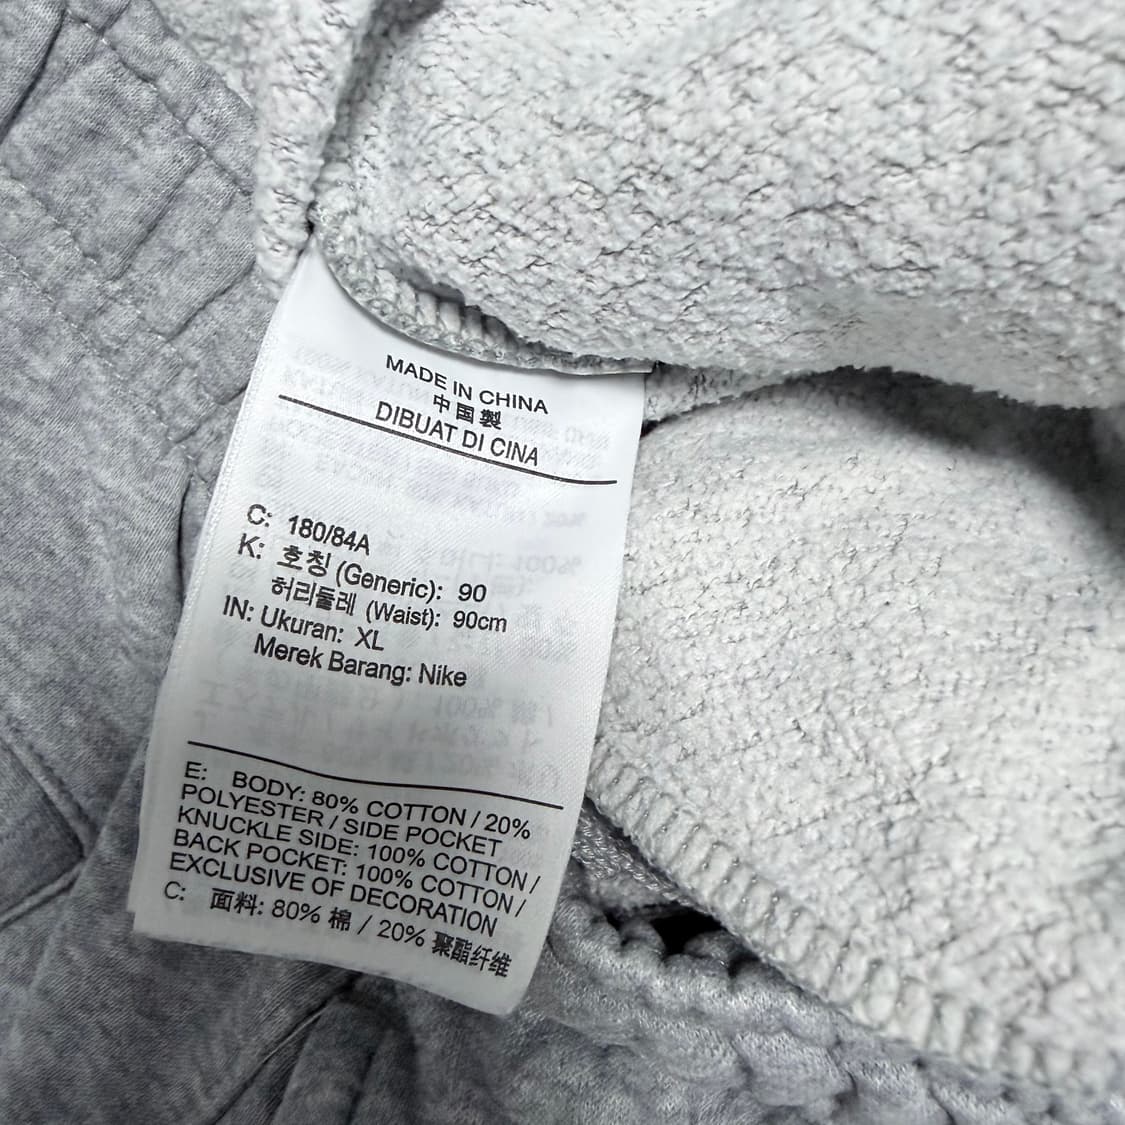 MADE IN CHINA
中国製
DIBUAT DI CINA
C: 180/84A
K: 호칭 (Generic): 90
허리둘레 (Waist): 90cm
IN: Ukuran: XL
Merek Barang: Nike
E: BODY: 80% COTTON / 20%
POLYESTER / SIDE POCKET
KNUCKLE SIDE: 100% COTTON /
BACK POCKET: 100% COTTON /
EXCLUSIVE OF DECORATION
C: 面料: 80% 棉 / 20% 聚酯纤维